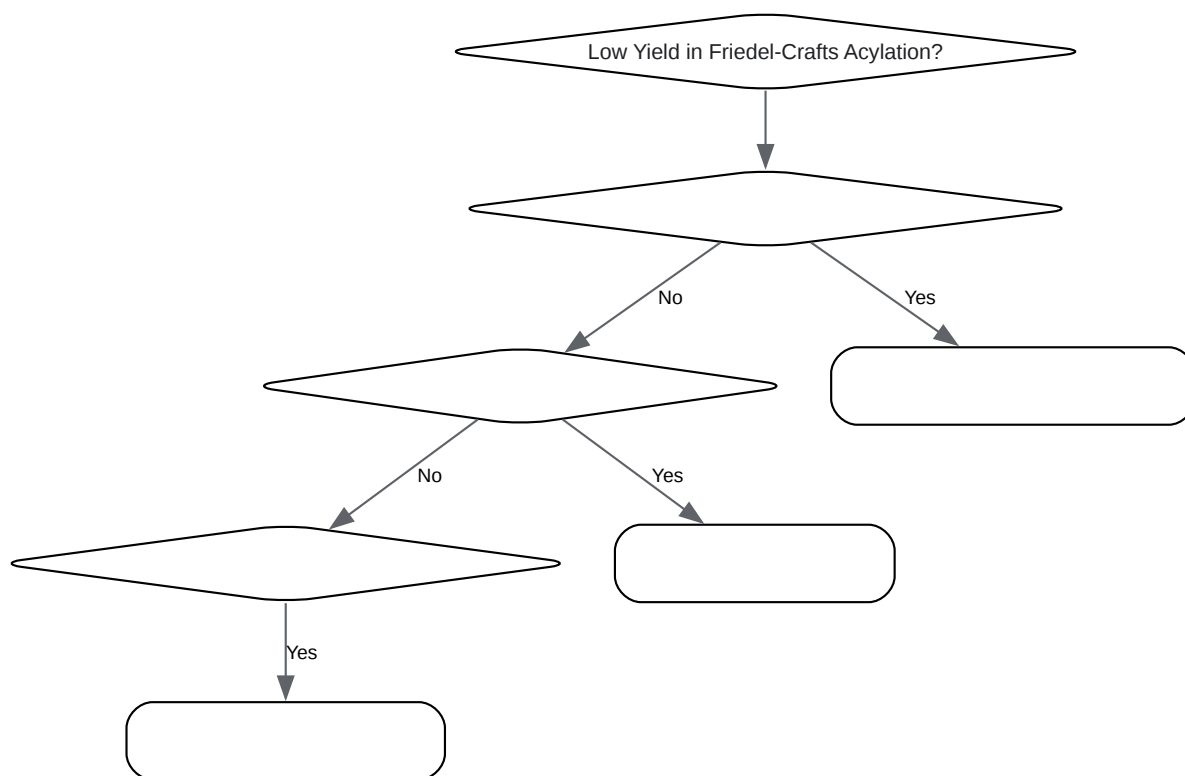 Low Yield in Friedel-Crafts Acylation?
No
Yes
No
Yes
Yes